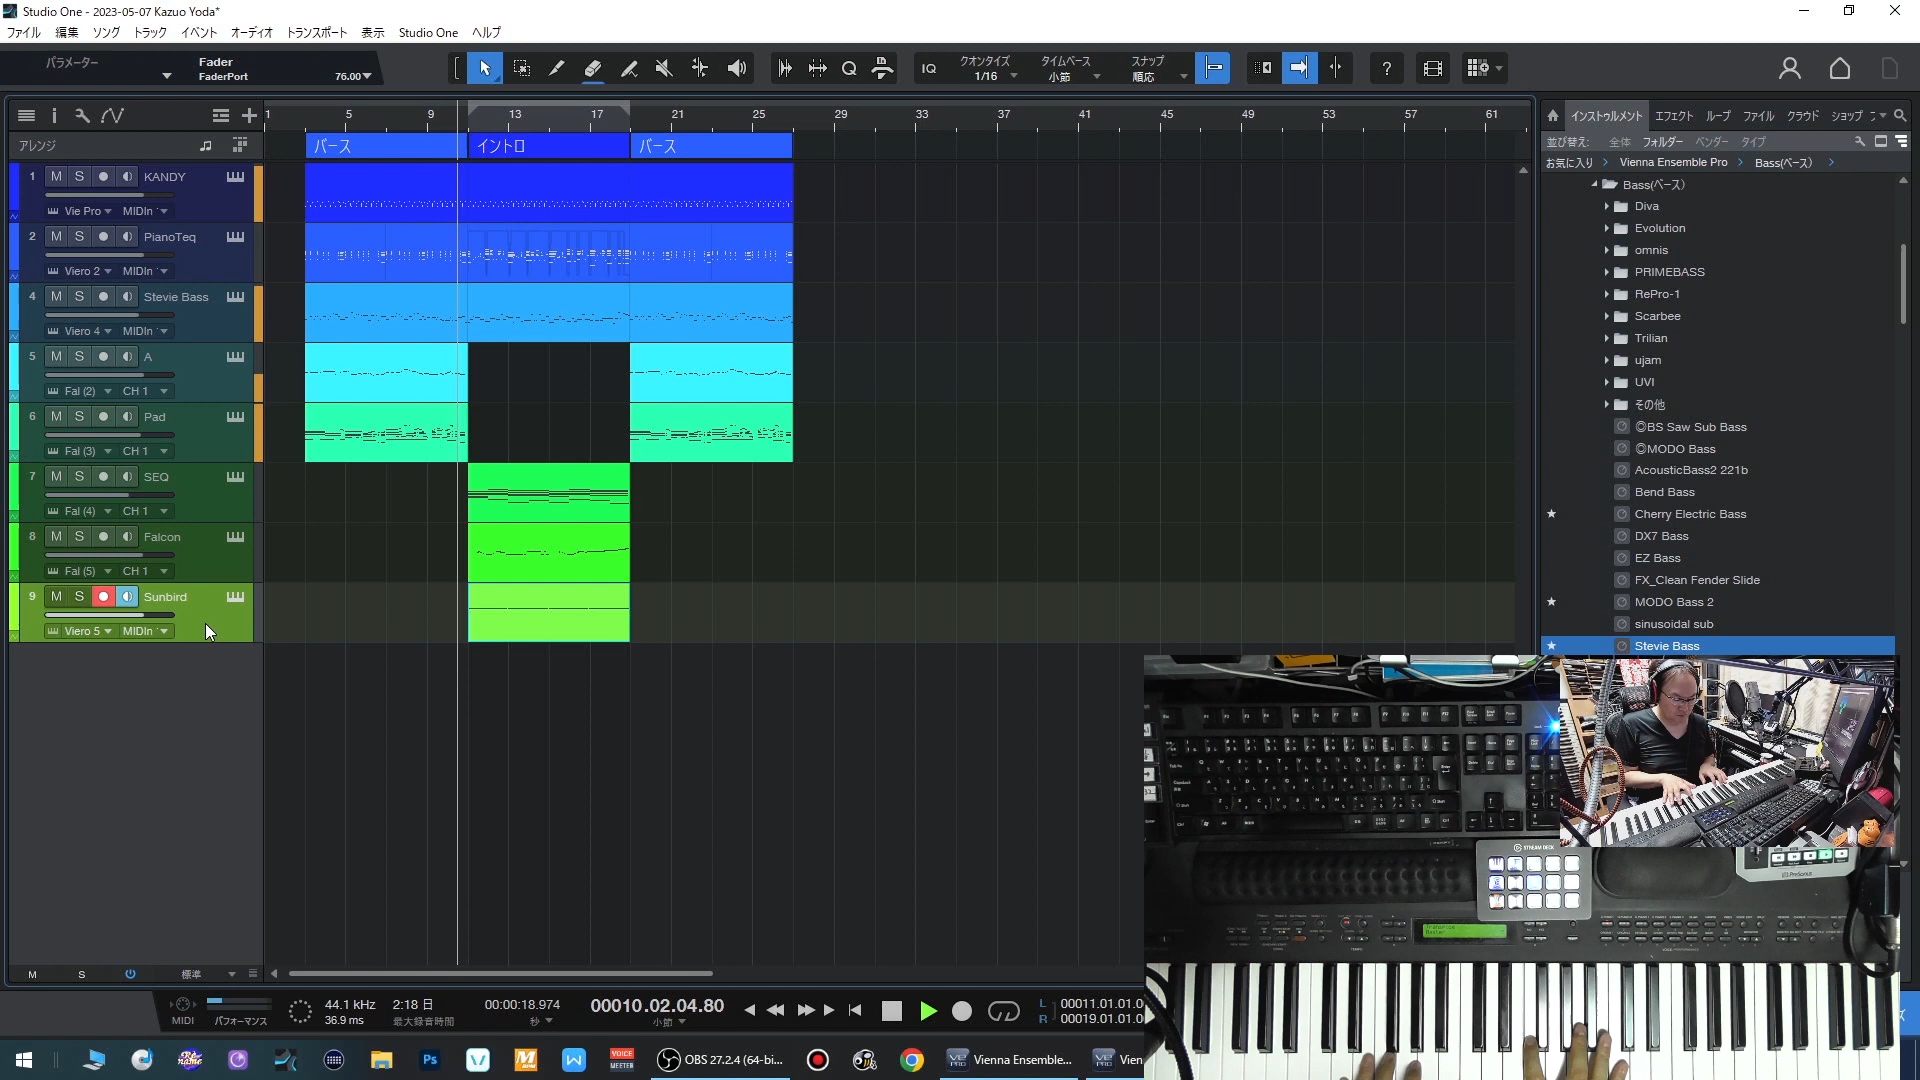 Studio One - 2023-05-07 Kazuo Yoda*
ファイル 編集 ソング トラック イベント オーディオ トランスポート 表示 Studio One ヘルプ
パラメーター
Fader
FaderPort 76.00
IQ クオンタイズ タイムベース スナップ
1/16 小節 順応
?
1 5 9 13 17 21 25 29 33 37 41 45 49 53 57 61
アレンジ
バース イントロ バース
1 M S KANDY
Vie Pro MIDIn
2 M S PianoTeq
Viero 2 MIDIn
4 M S Stevie Bass
Viero 4 MIDIn
5 M S A
Fal (2) CH 1
6 M S Pad
Fal (3) CH 1
7 M S SEQ
Fal (4) CH 1
8 M S Falcon
Fal (5) CH 1
9 M S Sunbird
Viero 5 MIDIn
インストゥルメント エフェクト ループ ファイル クラウド ショップ
並び替え: 全体 フォルダー ベンダー タイプ
お気に入り Vienna Ensemble Pro Bass(ベース)
Bass(ベース)
Diva
Evolution
omnis
PRIMEBASS
RePro-1
Scarbee
Trilian
ujam
UVI
その他
◎BS Saw Sub Bass
◎MODO Bass
AcousticBass2 221b
Bend Bass
Cherry Electric Bass
DX7 Bass
EZ Bass
FX_Clean Fender Slide
MODO Bass 2
sinusoidal sub
Stevie Bass
STREAM DECK
M S 標準
MIDI パフォーマンス
44.1 kHz
36.9 ms
2:18 日
最大録音時間
00:00:18.974
秒
00010.02.04.80
小節
L 00011.01.01.0
R 00019.01.01.0
Ps
VOICE MEETER
OBS 27.2.4 (64-bi...
Vienna Ensemble...
Vien